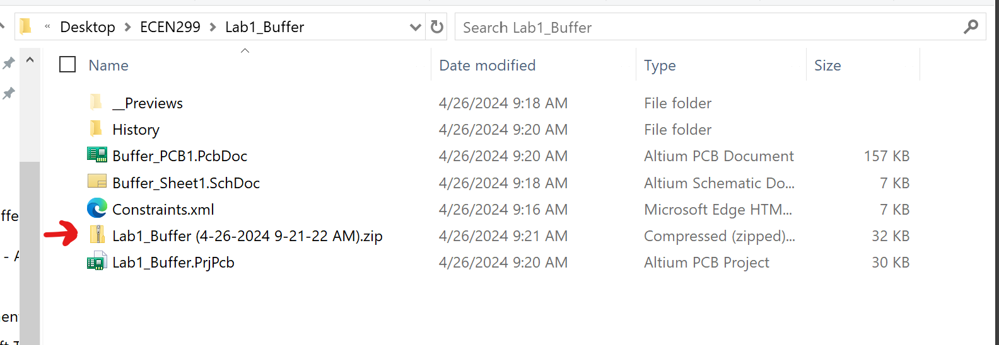 « Desktop > ECEN299 > Lab1_Buffer Search Lab1_Buffer
Name Date modified Type Size
__Previews 4/26/2024 9:18 AM File folder
History 4/26/2024 9:20 AM File folder
Buffer_PCB1.PcbDoc 4/26/2024 9:20 AM Altium PCB Document 157 KB
Buffer_Sheet1.SchDoc 4/26/2024 9:18 AM Altium Schematic Do... 7 KB
Constraints.xml 4/26/2024 9:16 AM Microsoft Edge HTM... 7 KB
Lab1_Buffer (4-26-2024 9-21-22 AM).zip 4/26/2024 9:21 AM Compressed (zipped)... 32 KB
Lab1_Buffer.PrjPcb 4/26/2024 9:20 AM Altium PCB Project 30 KB